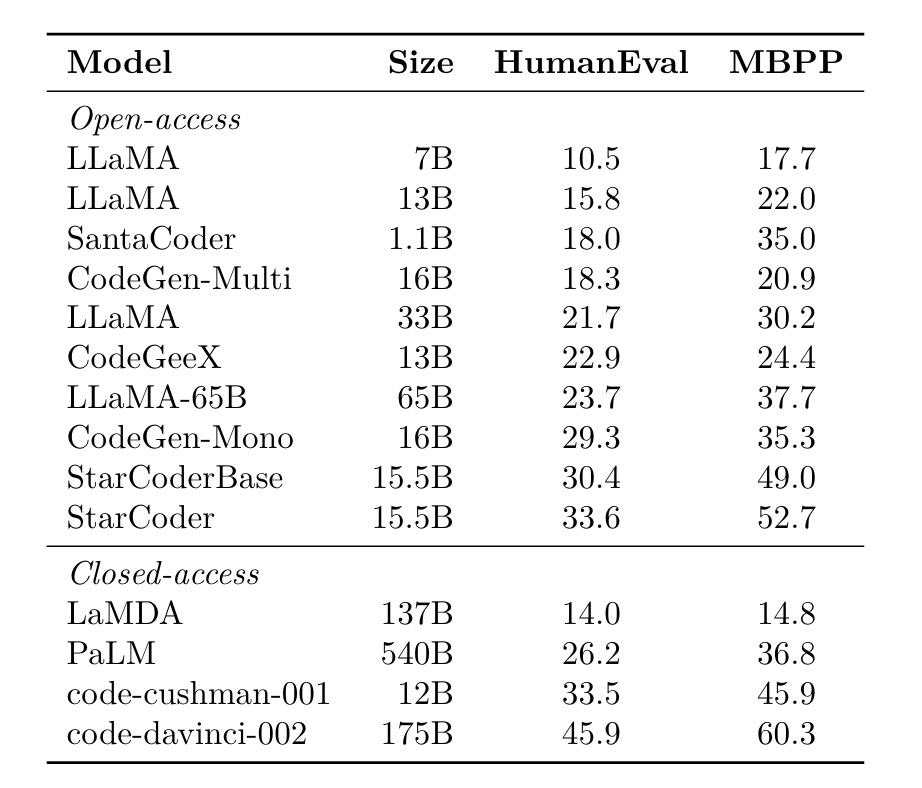 Model Size HumanEval MBPP
Open-access
LLaMA 7B 10.5 17.7
LLaMA 13B 15.8 22.0
SantaCoder 1.1B 18.0 35.0
CodeGen-Multi 16B 18.3 20.9
LLaMA 33B 21.7 30.2
CodeGeeX 13B 22.9 24.4
LLaMA-65B 65B 23.7 37.7
CodeGen-Mono 16B 29.3 35.3
StarCoderBase 15.5B 30.4 49.0
StarCoder 15.5B 33.6 52.7
Closed-access
LaMDA 137B 14.0 14.8
PaLM 540B 26.2 36.8
code-cushman-001 12B 33.5 45.9
code-davinci-002 175B 45.9 60.3